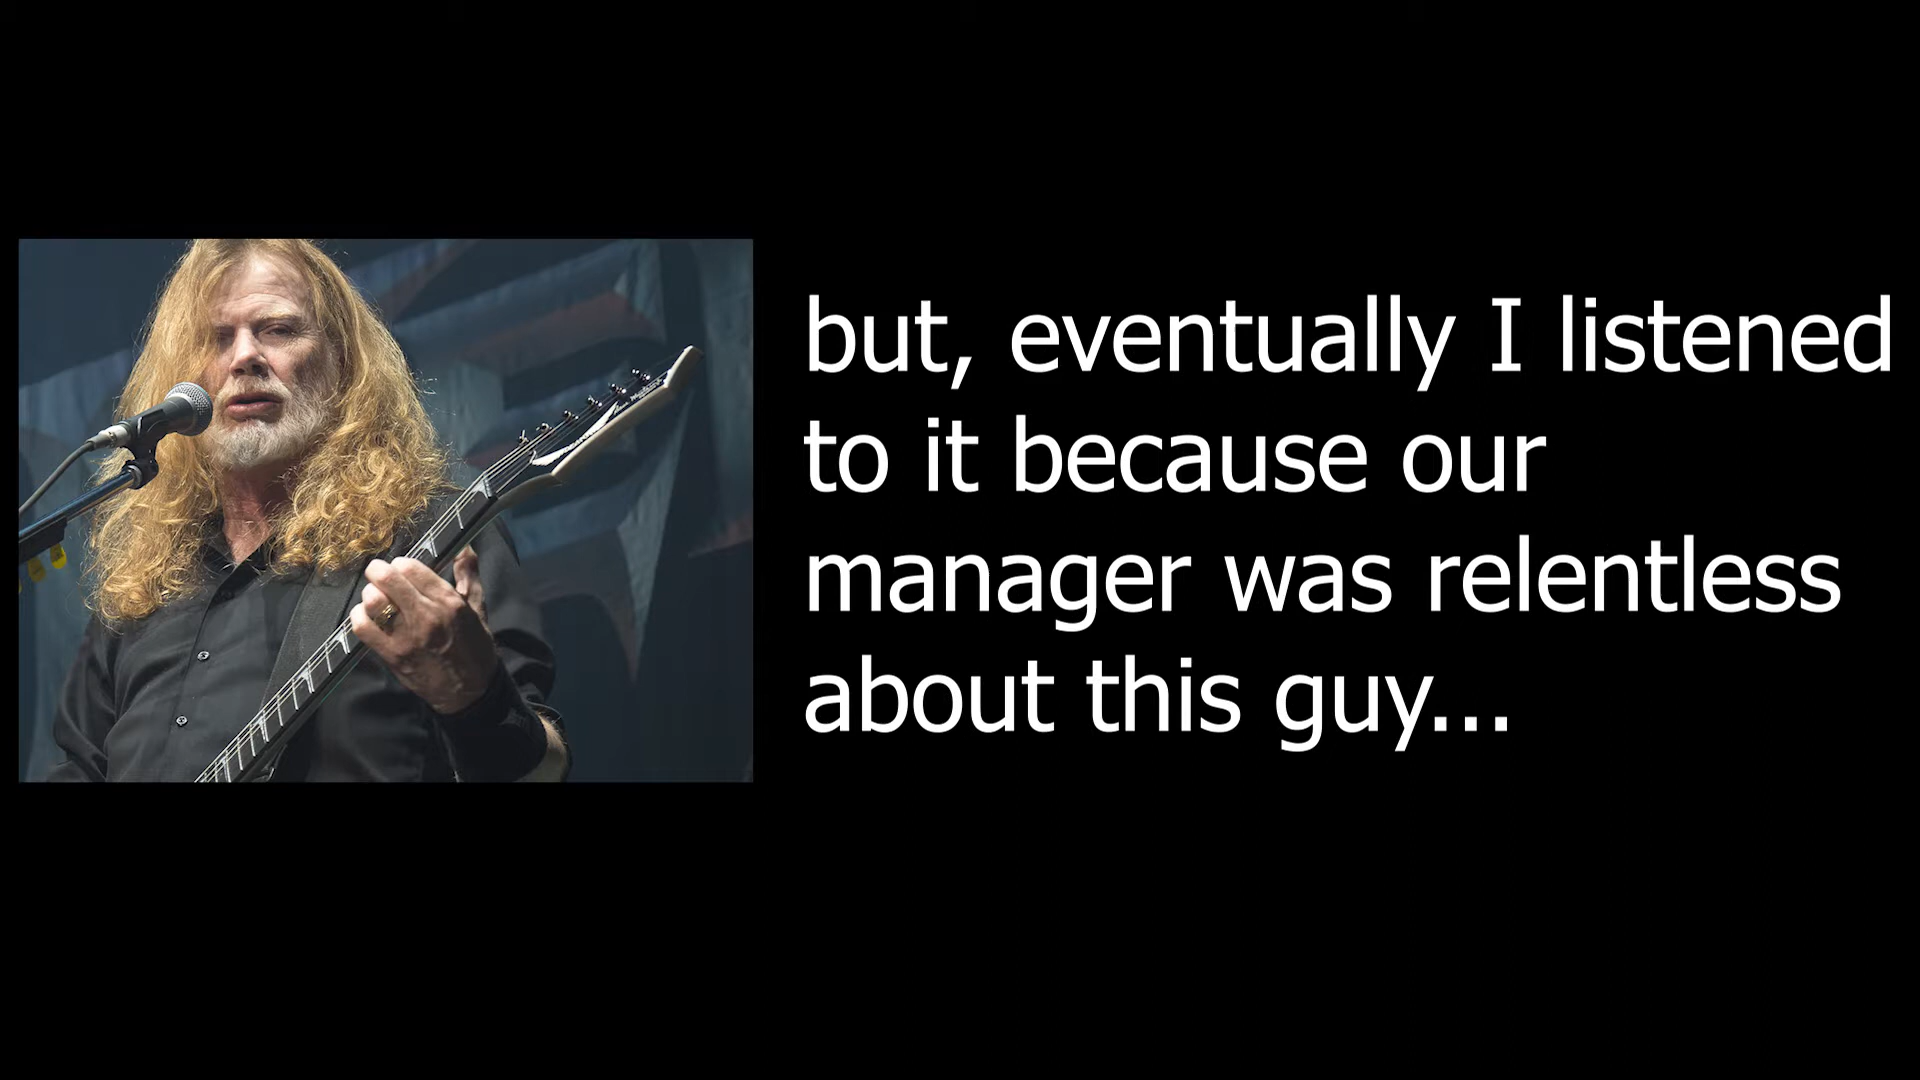 but, eventually I listened
to it because our
manager was relentless
about this guy...